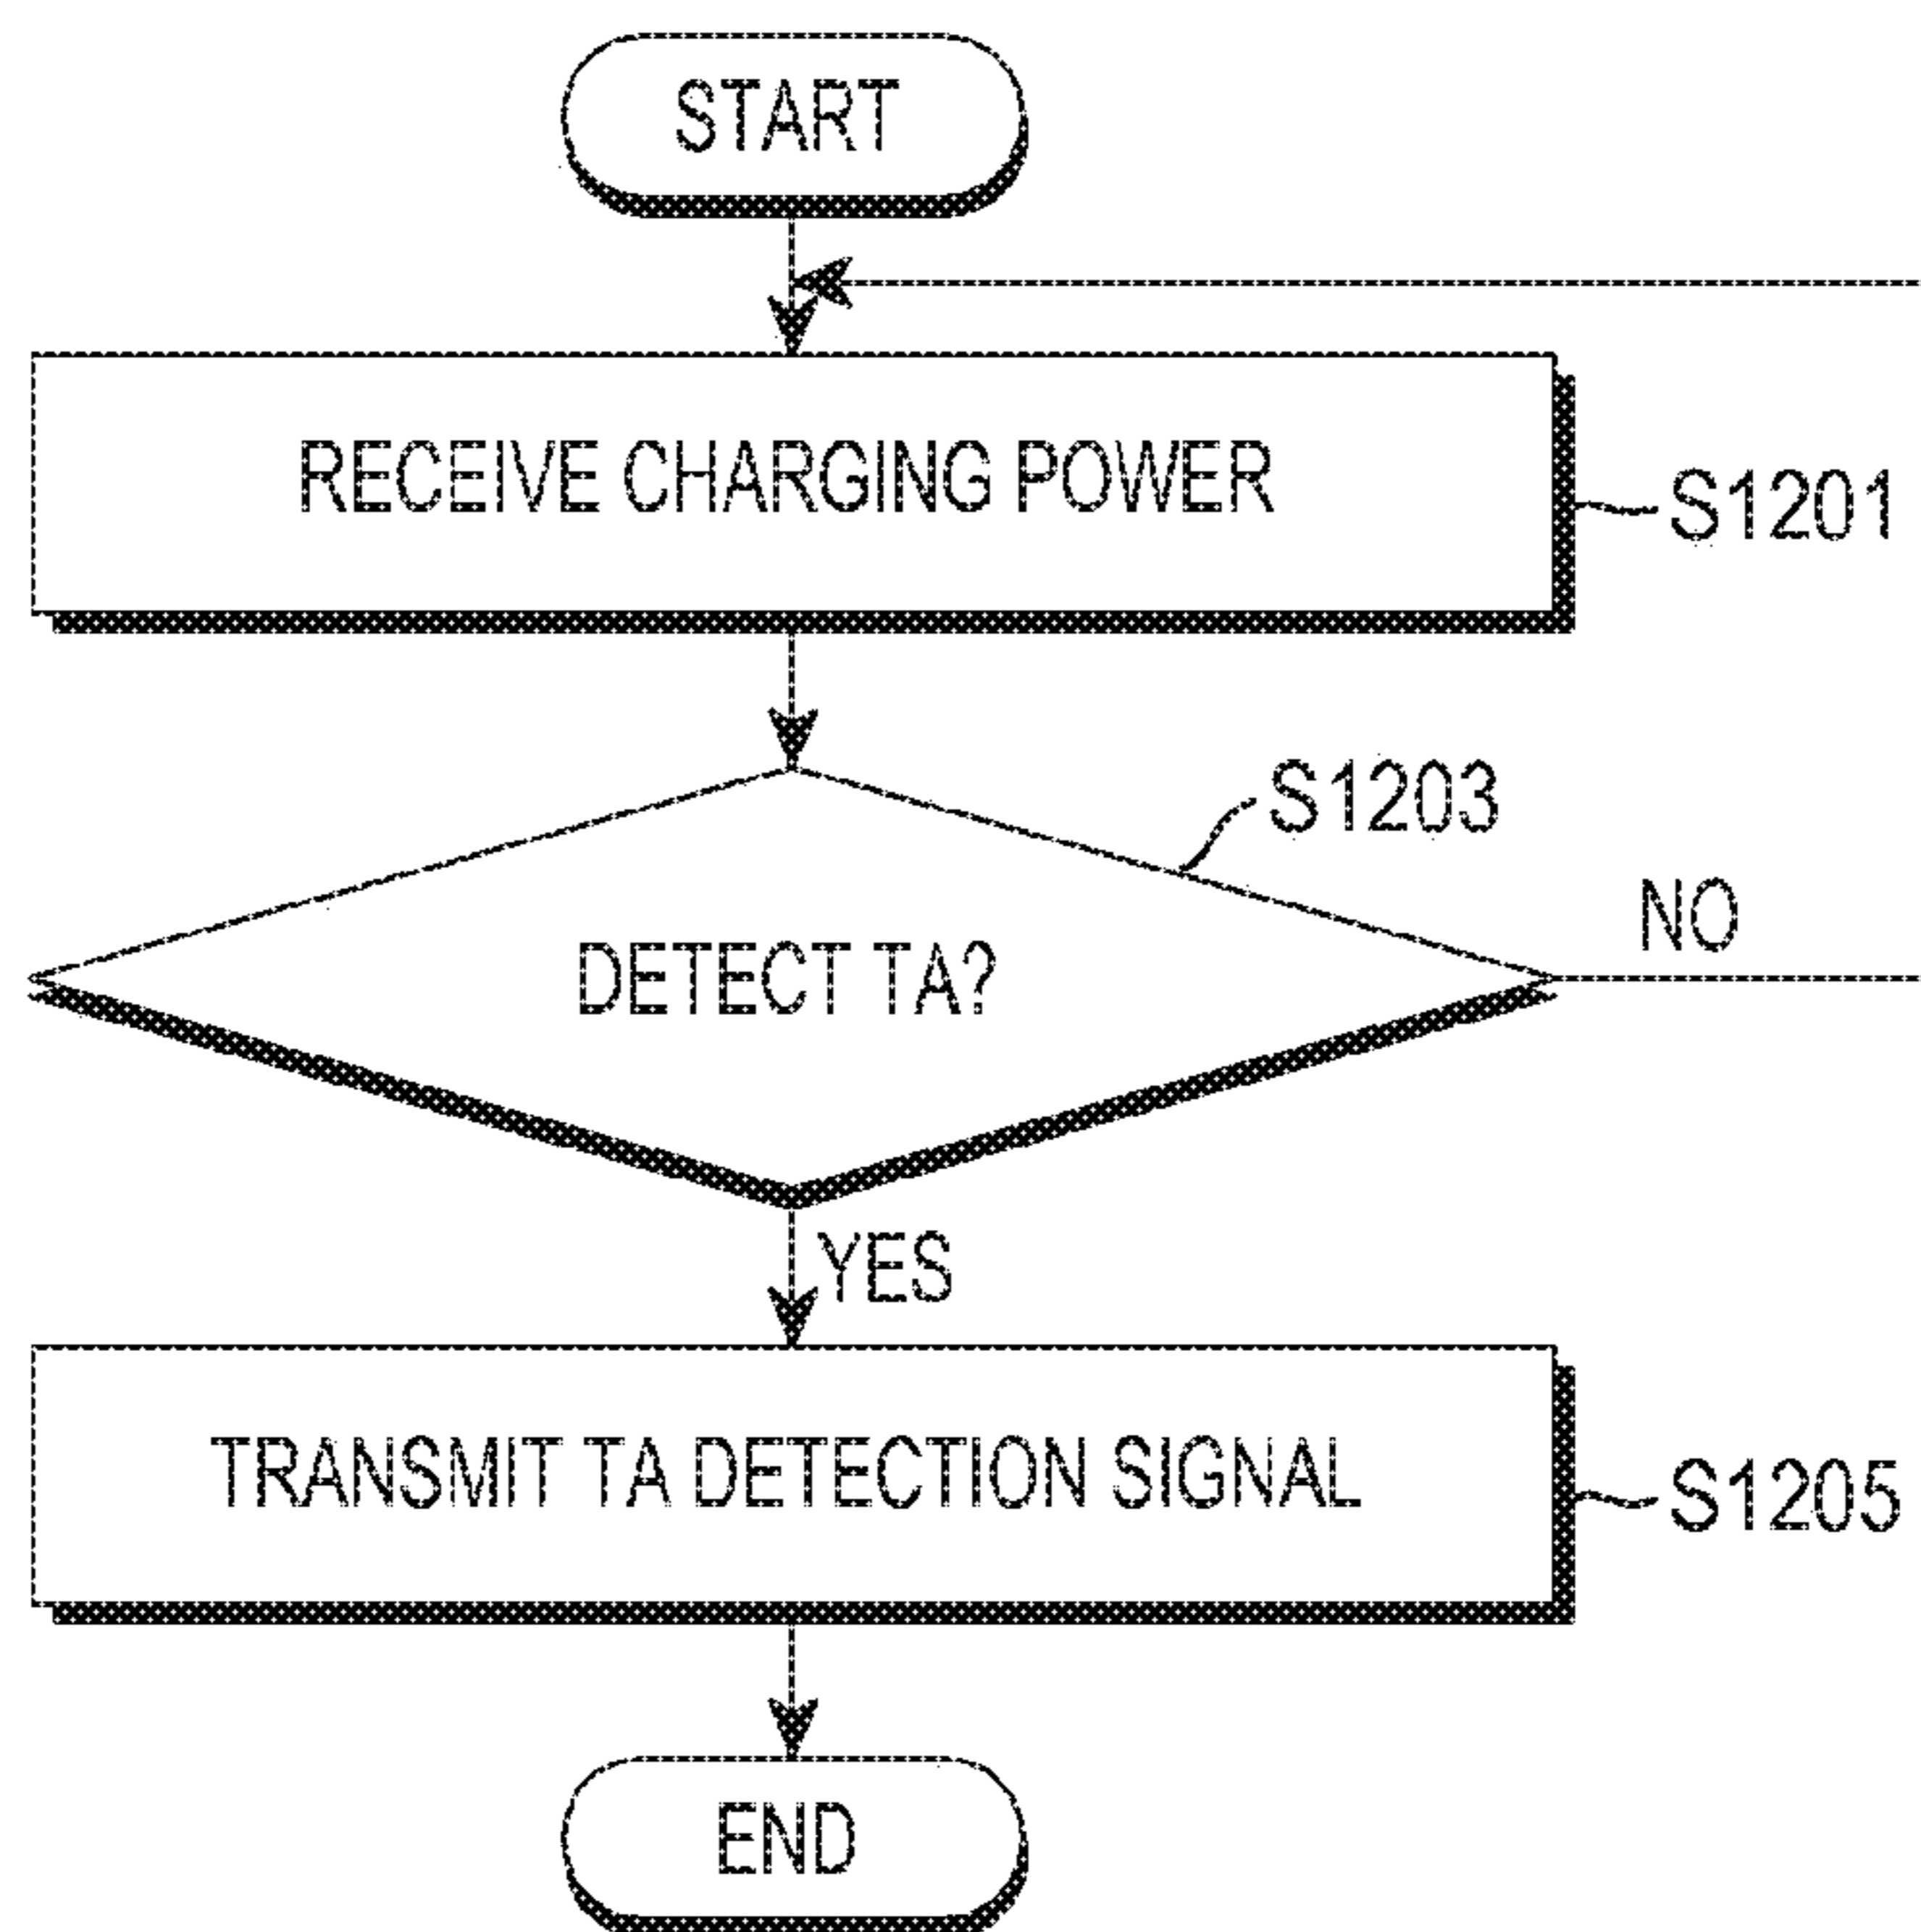 START
RECEIVE CHARGING POWER
S1201
S1203
DETECT TA?
NO
YES
TRANSMIT TA DETECTION SIGNAL
S1205
END